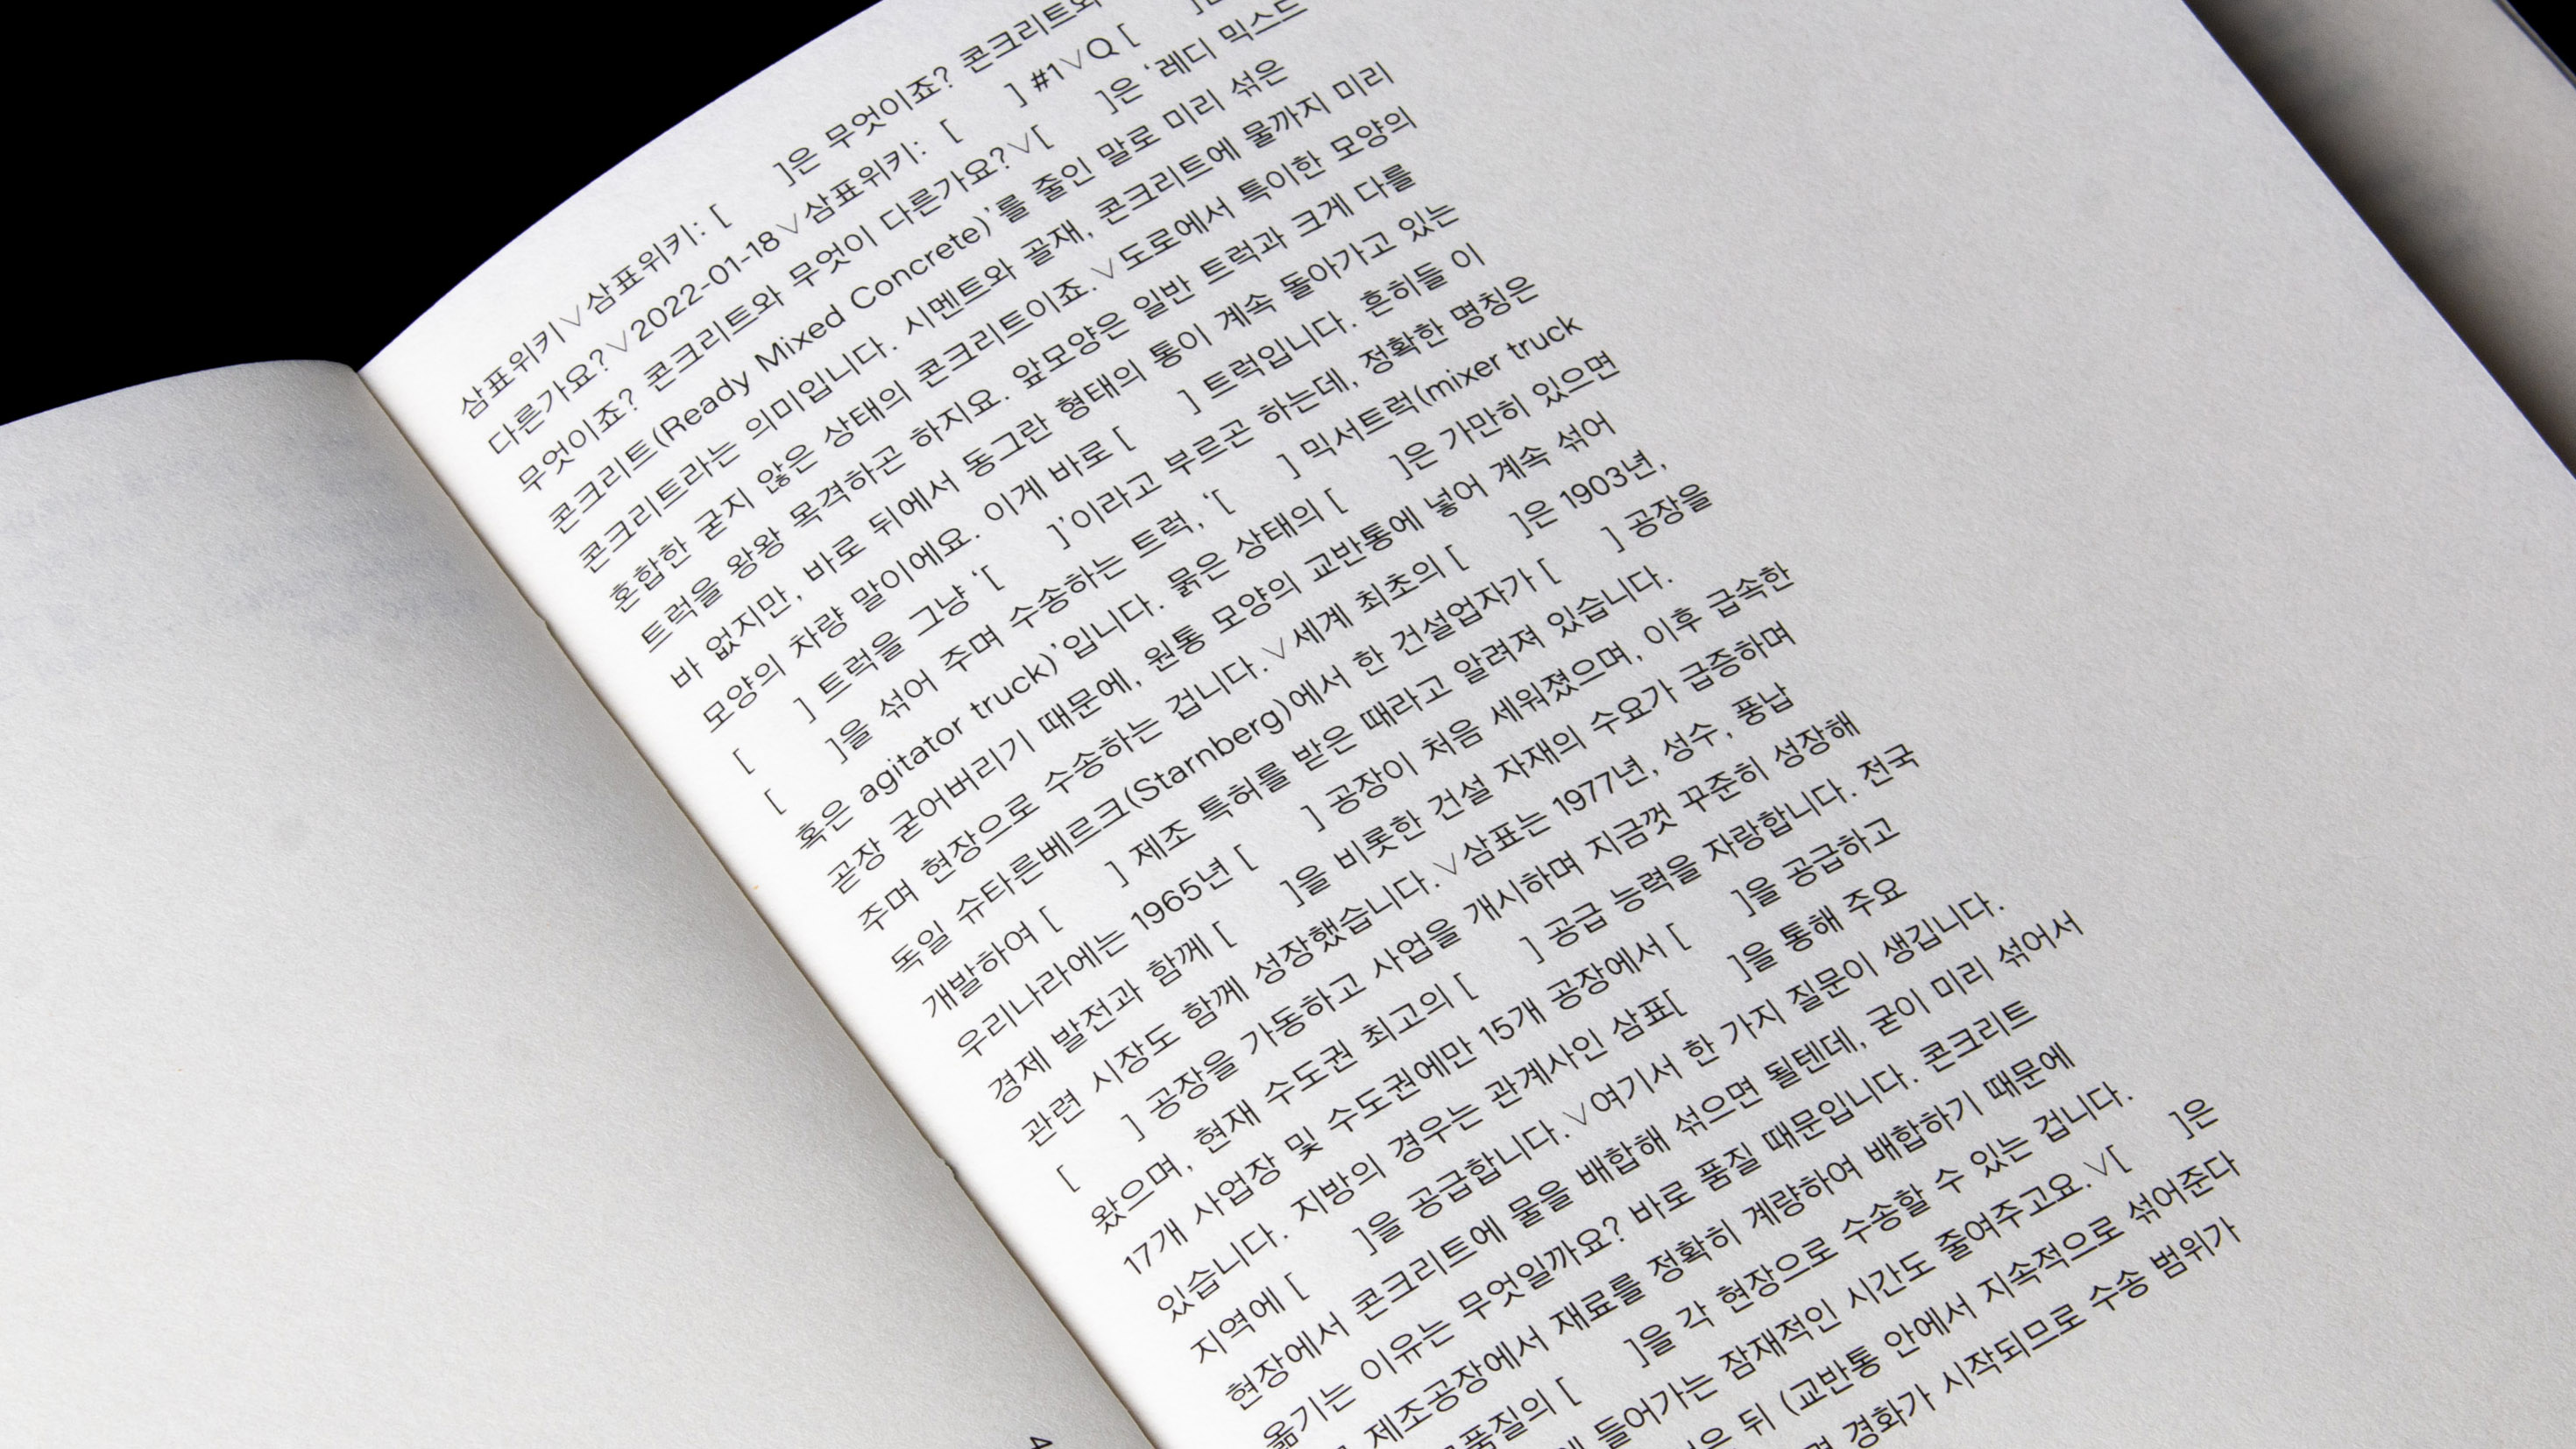 삼표위키∨삼표위키: [      ]은 무엇이죠? 콘크리트와
다른가요?∨2022-01-18∨삼표위키: [      ] #1∨Q [      ]은
무엇이죠? 콘크리트와 무엇이 다른가요?∨[      ]은 ‘레디 믹스드
콘크리트(Ready Mixed Concrete)’를 줄인 말로 미리 섞은
콘크리트라는 의미입니다. 시멘트와 골재, 콘크리트에 물까지 미리
혼합한 굳지 않은 상태의 콘크리트이죠.∨도로에서 특이한 모양의
트럭을 왕왕 목격하곤 하지요. 앞모양은 일반 트럭과 크게 다를
바 없지만, 바로 뒤에서 동그란 형태의 통이 계속 돌아가고 있는
모양의 차량 말이에요. 이게 바로 [      ] 트럭입니다. 흔히들 이
[      ] 트럭을 그냥 ‘[      ]’이라고 부르곤 하는데, 정확한 명칭은
[      ]을 섞어 주며 수송하는 트럭, ‘[      ] 믹서트럭(mixer truck
혹은 agitator truck)’입니다. 묽은 상태의 [      ]은 가만히 있으면
곧장 굳어버리기 때문에, 원통 모양의 교반통에 넣어 계속 섞어
주며 현장으로 수송하는 겁니다.∨세계 최초의 [      ]은 1903년,
독일 슈타른베르크(Starnberg)에서 한 건설업자가 [      ] 공장을
개발하여 [      ] 제조 특허를 받은 때라고 알려져 있습니다.
우리나라에는 1965년 [      ] 공장이 처음 세워졌으며, 이후 급속한
경제 발전과 함께 [      ]을 비롯한 건설 자재의 수요가 급증하며
관련 시장도 함께 성장했습니다.∨삼표는 1977년, 성수, 풍납
[      ] 공장을 가동하고 사업을 개시하며 지금껏 꾸준히 성장해
왔으며, 현재 수도권 최고의 [      ] 공급 능력을 자랑합니다. 전국
17개 사업장 및 수도권에만 15개 공장에서 [      ]을 공급하고
있습니다. 지방의 경우는 관계사인 삼표[      ]을 통해 주요
지역에 [      ]을 공급합니다.∨여기서 한 가지 질문이 생깁니다.
현장에서 콘크리트에 물을 배합해 섞으면 될텐데, 굳이 미리 섞어서
옮기는 이유는 무엇일까요? 바로 품질 때문입니다. 콘크리트
제조공장에서 재료를 정확히 계량하여 배합하기 때문에
품질의 [      ]을 각 현장으로 수송할 수 있는 겁니다.
들어가는 잠재적인 시간도 줄여주고요.∨[      ]은
뒤 (교반통 안에서 지속적으로 섞어준다
경화가 시작되므로 수송 범위가